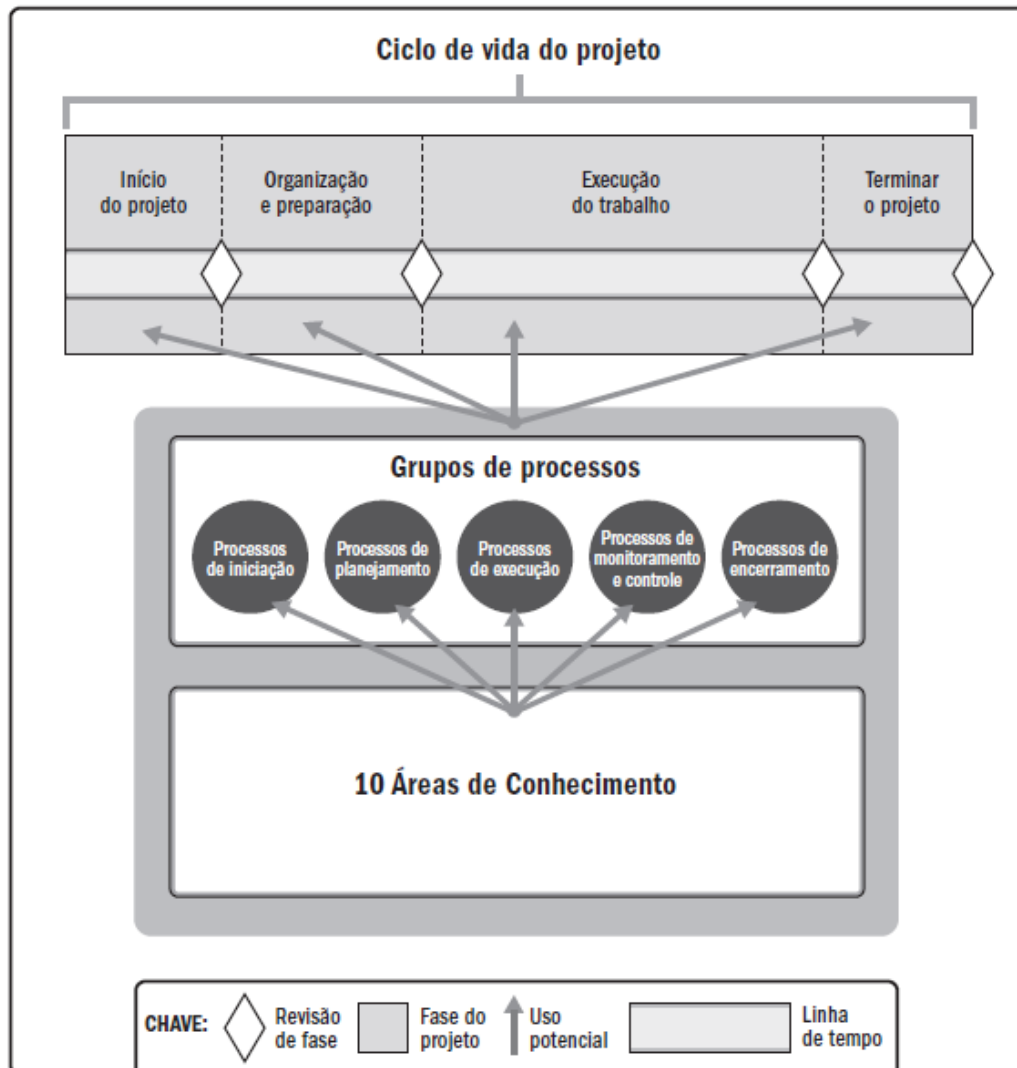 Ciclo de vida do projeto
Início
do projeto
Organização
e preparação
Execução
do trabalho
Terminar
o projeto
Grupos de processos
Processos
de iniciação
Processos de
planejamento
Processos
de execução
Processos de
monitoramento
e controle
Processos de
encerramento
10 Áreas de Conhecimento
CHAVE:
Revisão
de fase
Fase do
projeto
Uso
potencial
Linha
de tempo